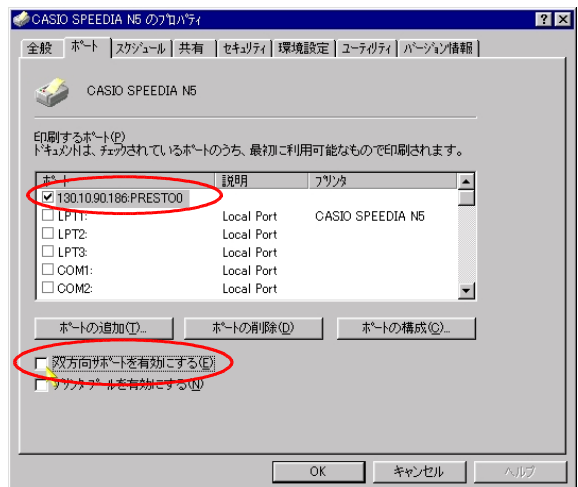 CASIO SPEEDIA N5 のプロパティ
全般 ポート スケジュール 共有 セキュリティ 環境設定 ユーティリティ バージョン情報
CASIO SPEEDIA N5
印刷するポート(P)
ドキュメントは、チェックされているポートのうち、最初に利用可能なもので印刷されます。
ポート 説明 プリンタ
130.10.90.186:PRESTO0
LPT1: Local Port CASIO SPEEDIA N5
LPT2: Local Port
LPT3: Local Port
COM1: Local Port
COM2: Local Port
ポートの追加(T)... ポートの削除(D) ポートの構成(C)...
双方向サポートを有効にする(E)
プリンタ プールを有効にする(N)
OK キャンセル ヘルプ